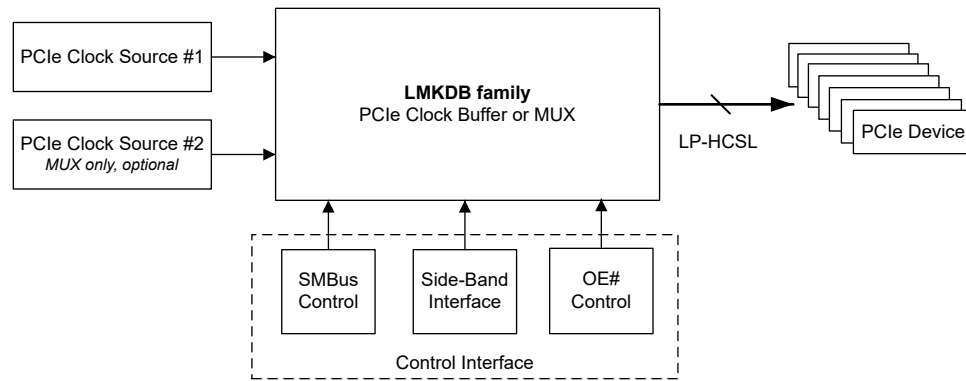 PCIe Clock Source #1
PCIe Clock Source #2
MUX only, optional
LMKDB family
PCIe Clock Buffer or MUX
LP-HCSL
PCIe Device
SMBus
Control
Side-Band
Interface
OE#
Control
Control Interface